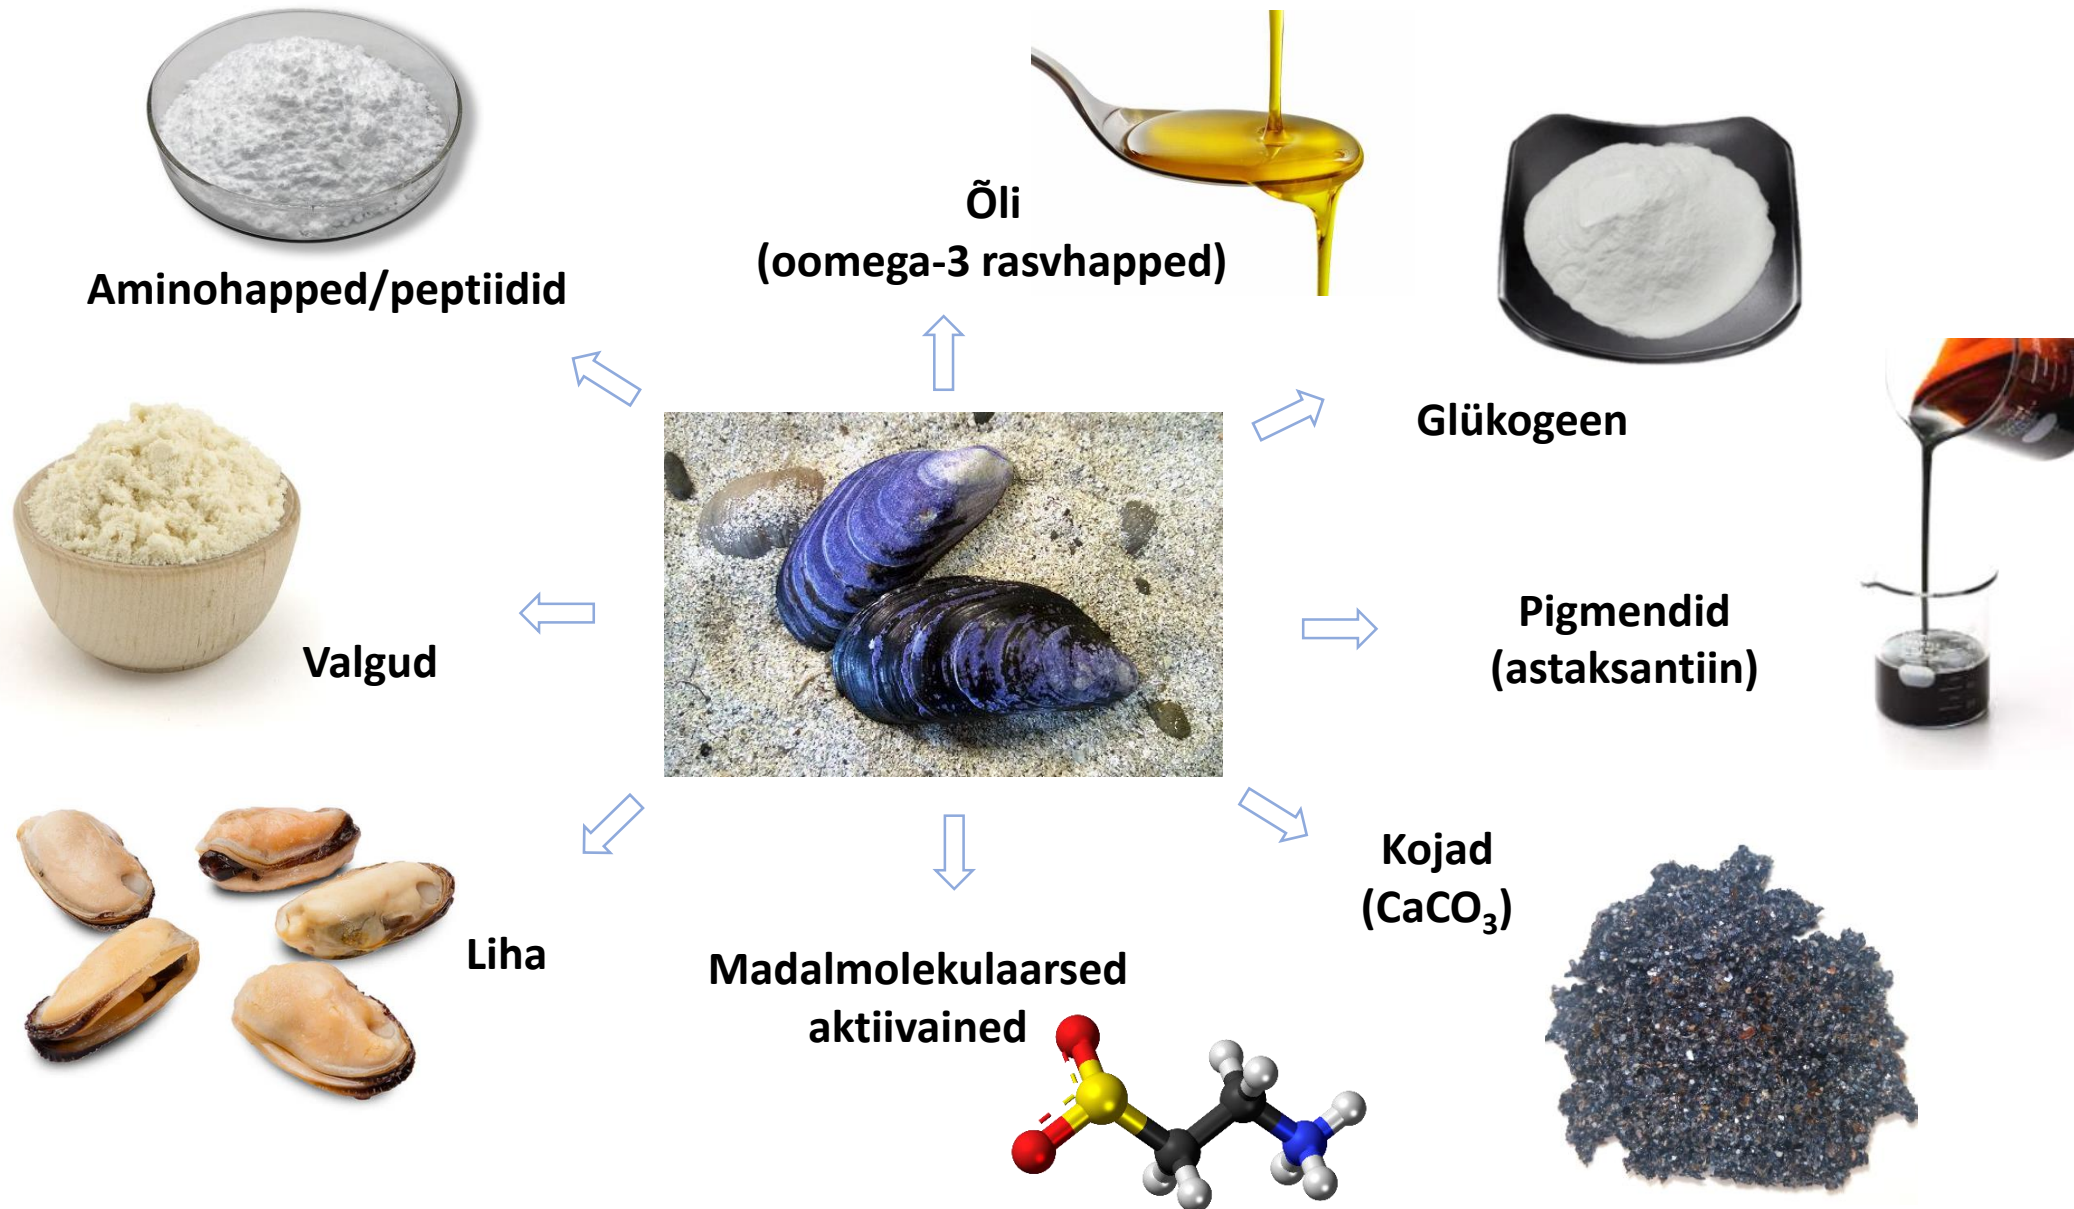 Õli
(oomega-3 rasvhapped)
Aminohapped/peptiidid
Glükogeen
Pigmendid
(astaksantiin)
Valgud
Kojad
(CaCO₃)
Liha
Madalmolekulaarsed
aktiivained